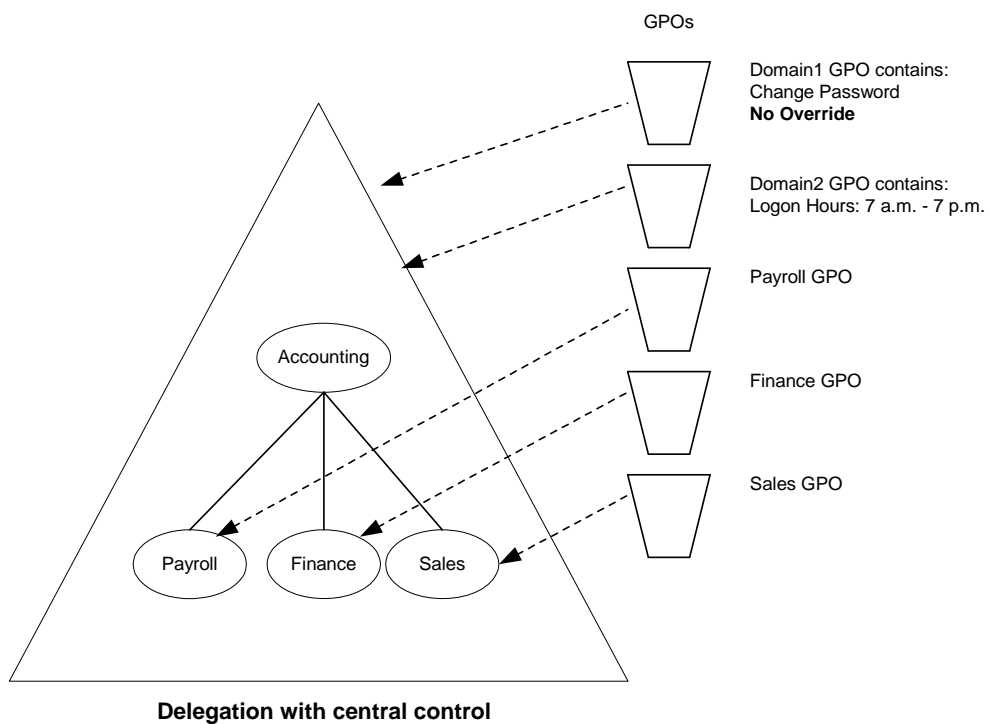 GPOs
Domain1 GPO contains:
Change Password
No Override
Domain2 GPO contains:
Logon Hours: 7 a.m. - 7 p.m.
Payroll GPO
Accounting
Finance GPO
Sales GPO
Payroll
Finance
Sales
Delegation with central control